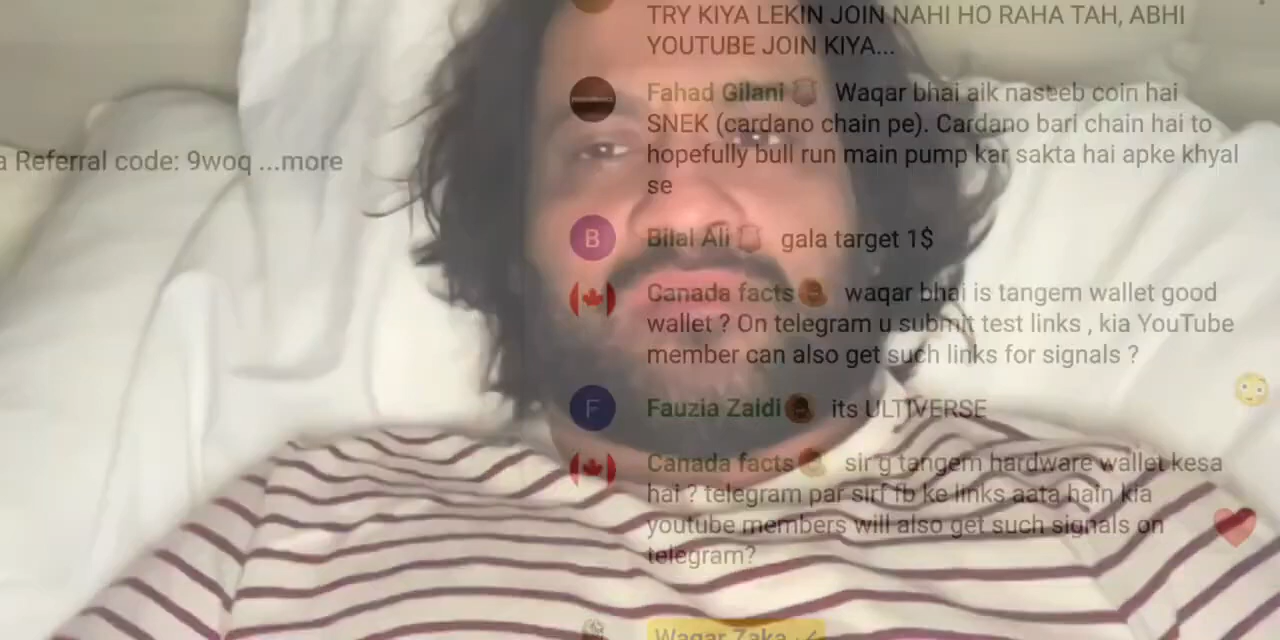 TRY KIYA LEKIN JOIN NAHI HO RAHA TAH, ABHI
YOUTUBE JOIN KIYA...
Fahad Gilani Waqar bhai aik naseeb coin hai
SNEK (cardano chain pe). Cardano bari chain hai to
hopefully bull run main pump kar sakta hai apke khyal
se
a Referral code: 9woq ...more
B
Bilal Ali gala target 1$
Canada facts waqar bhai is tangem wallet good
wallet ? On telegram u submit test links , kia YouTube
member can also get such links for signals ?
F
Fauzia Zaidi its ULTIVERSE
Canada facts sir g tangem hardware wallet kesa
hai ? telegram par sirf fb ke links aata hain kia
youtube members will also get such signals on
telegram?
Waqar Zaka